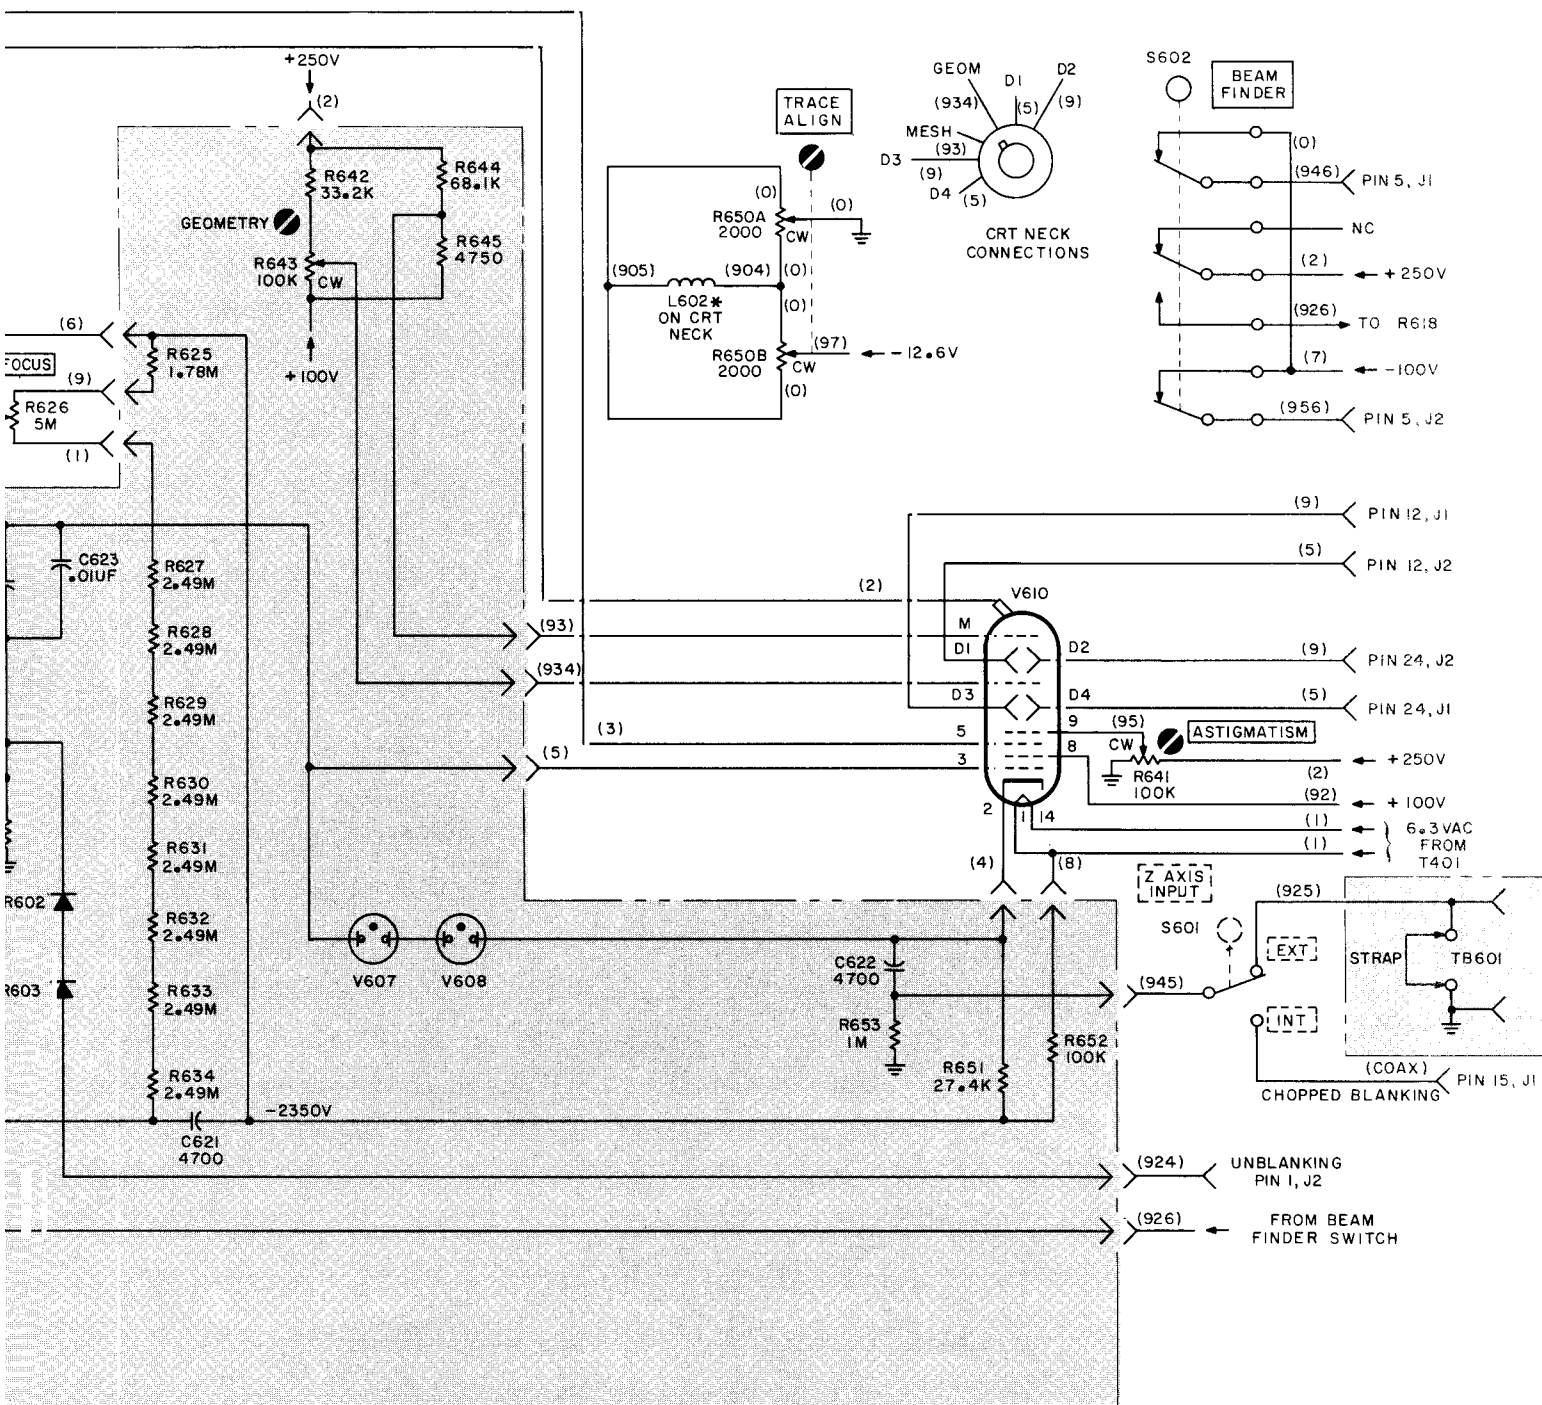 +250V
(2)
R642
33.2K
R644
68.1K
GEOMETRY
R643
100K
CW
R645
4750
+100V
(6)
R625
1.78M
FOCUS
(9)
R626
5M
(1)
TRACE
ALIGN
(0)
R650A
2000
CW
(0)
(905)
(904)
(0)
L602*
ON CRT
NECK
(0)
R650B
2000
CW
(97)
-12.6V
(0)
GEOM
D1
D2
(934)
(5)
(9)
MESH
(93)
D3
(9)
D4
(5)
CRT NECK
CONNECTIONS
S602
BEAM
FINDER
(0)
(946)
PIN 5, J1
NC
(2)
+250V
(926)
TO R618
(7)
-100V
(956)
PIN 5, J2
(9)
PIN 12, J1
(5)
PIN 12, J2
C623
.01UF
R627
2.49M
R628
2.49M
R629
2.49M
R630
2.49M
R631
2.49M
R632
2.49M
R633
2.49M
R634
2.49M
(2)
V610
(93)
M
D1
D2
(9)
PIN 24, J2
(934)
D3
D4
(5)
PIN 24, J1
(3)
5
9
(95)
ASTIGMATISM
(5)
3
8
CW
R641
100K
(2)
+250V
(92)
+100V
2
1
14
(1)
(1)
6.3VAC
FROM
T401
(4)
(8)
Z AXIS
INPUT
(925)
S601
EXT
STRAP
TB601
R602
R603
V607
V608
C622
4700
(945)
INT
R653
1M
R651
27.4K
R652
100K
(COAX)
PIN 15, J1
CHOPPED BLANKING
-2350V
C621
4700
(924)
UNBLANKING
PIN 1, J2
(926)
FROM BEAM
FINDER SWITCH